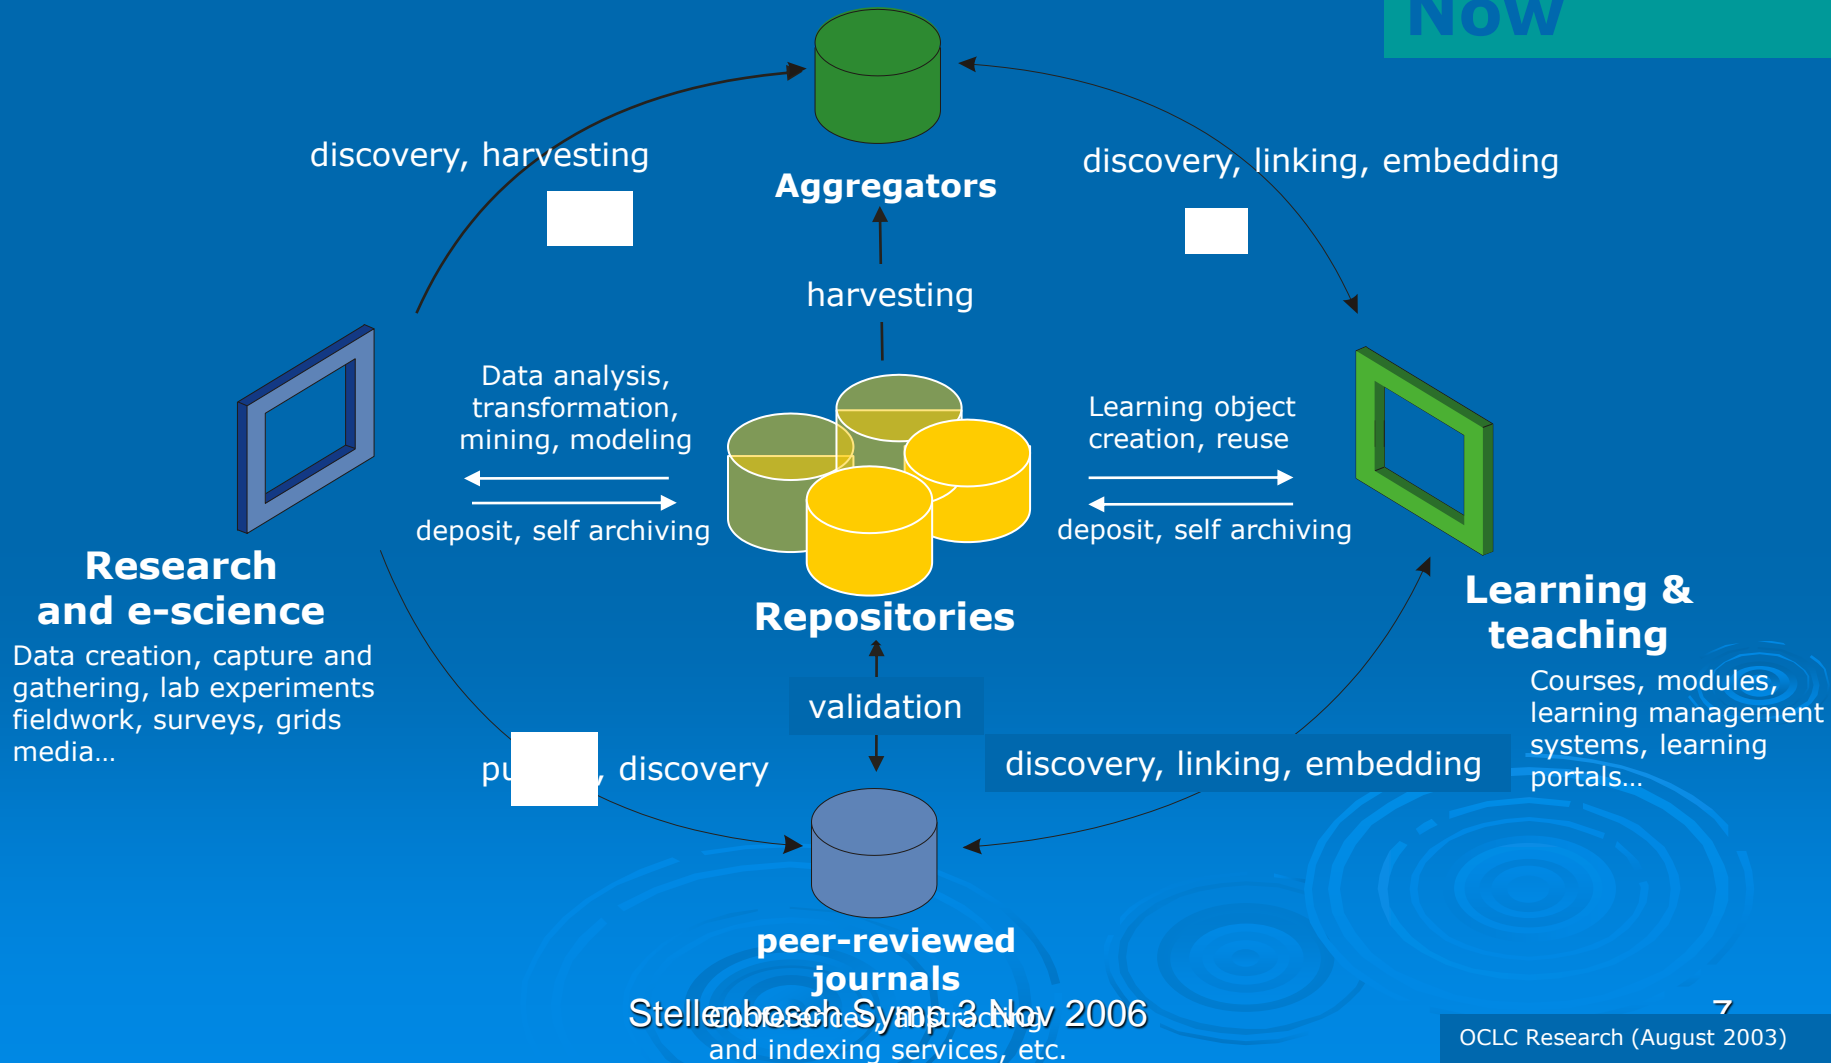 Now
discovery, harvesting
discovery, linking, embedding
Aggregators
harvesting
Data analysis,
transformation,
mining, modeling
Learning object
creation, reuse
deposit, self archiving
deposit, self archiving
Research
and e-science
Data creation, capture and
gathering, lab experiments
fieldwork, surveys, grids
media…
Repositories
Learning &
teaching
Courses, modules,
learning management
systems, learning
portals…
validation
, discovery
discovery, linking, embedding
peer-reviewed
journals
Stellenbosch Symp 3 Nov 2006
Conferences, abstracting
and indexing services, etc.
7
OCLC Research (August 2003)